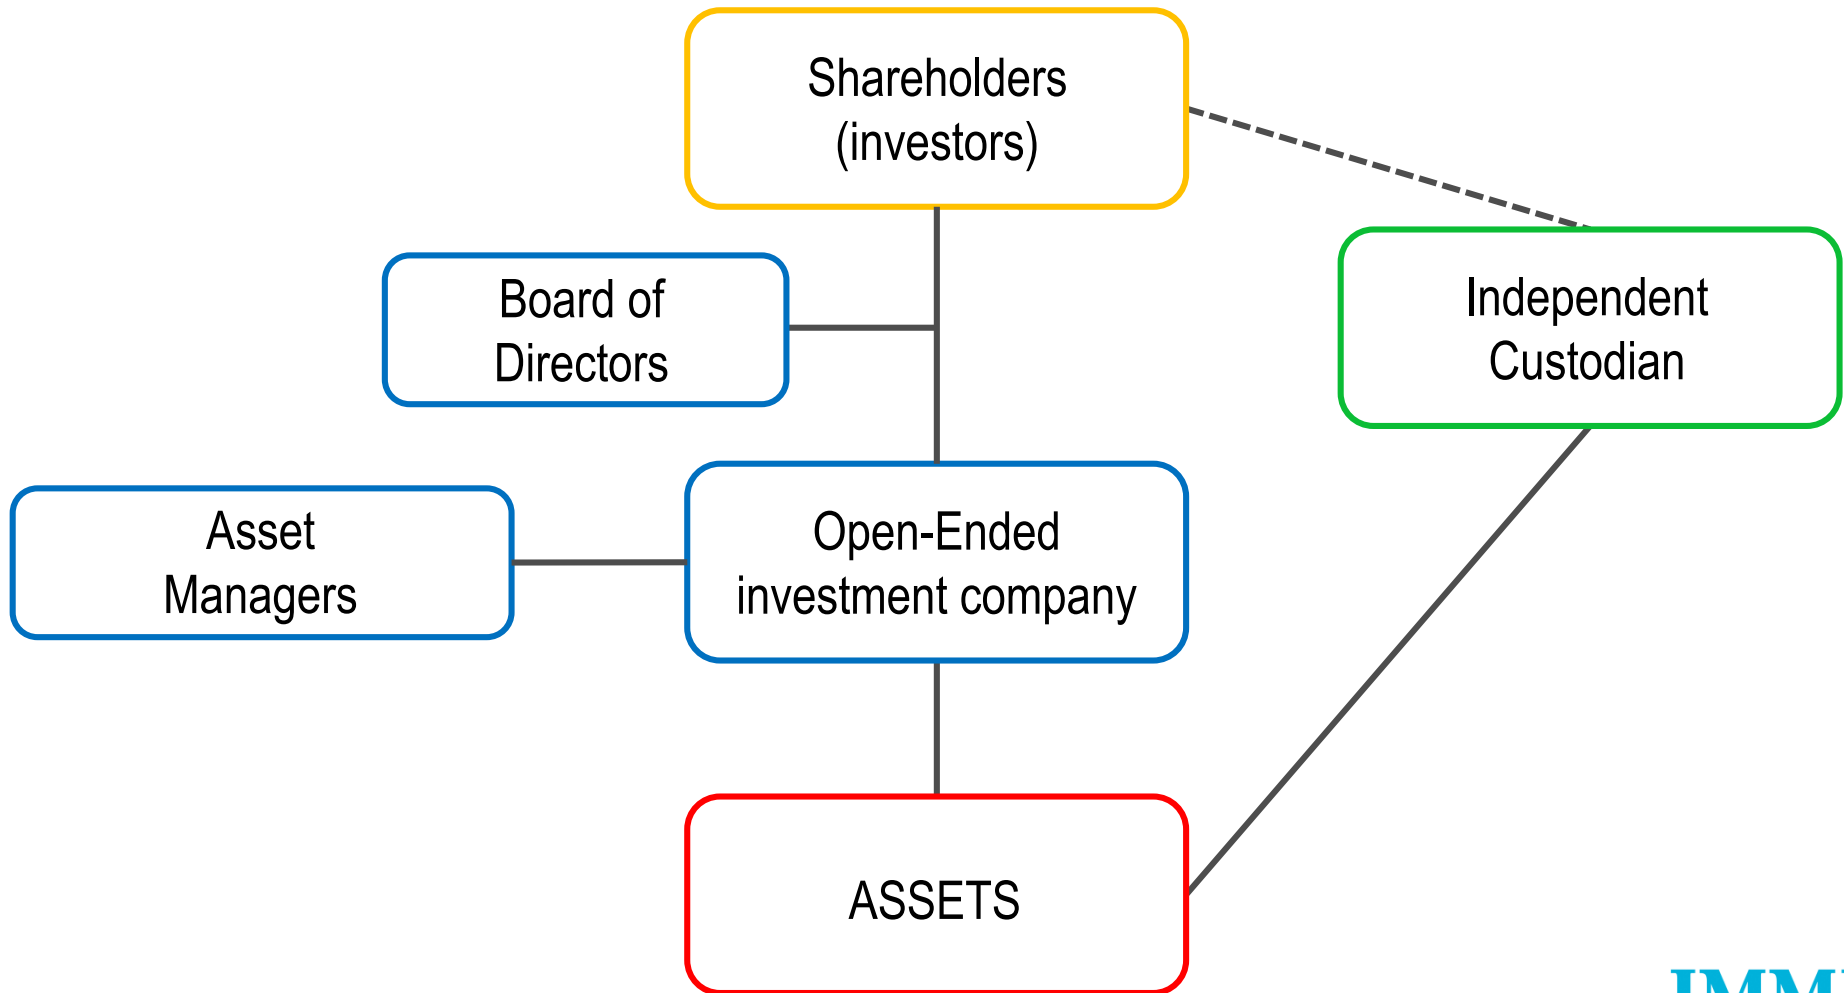 Shareholders
(investors)
Board of
Directors
Independent
Custodian
Asset
Managers
Open-Ended
investment company
ASSETS